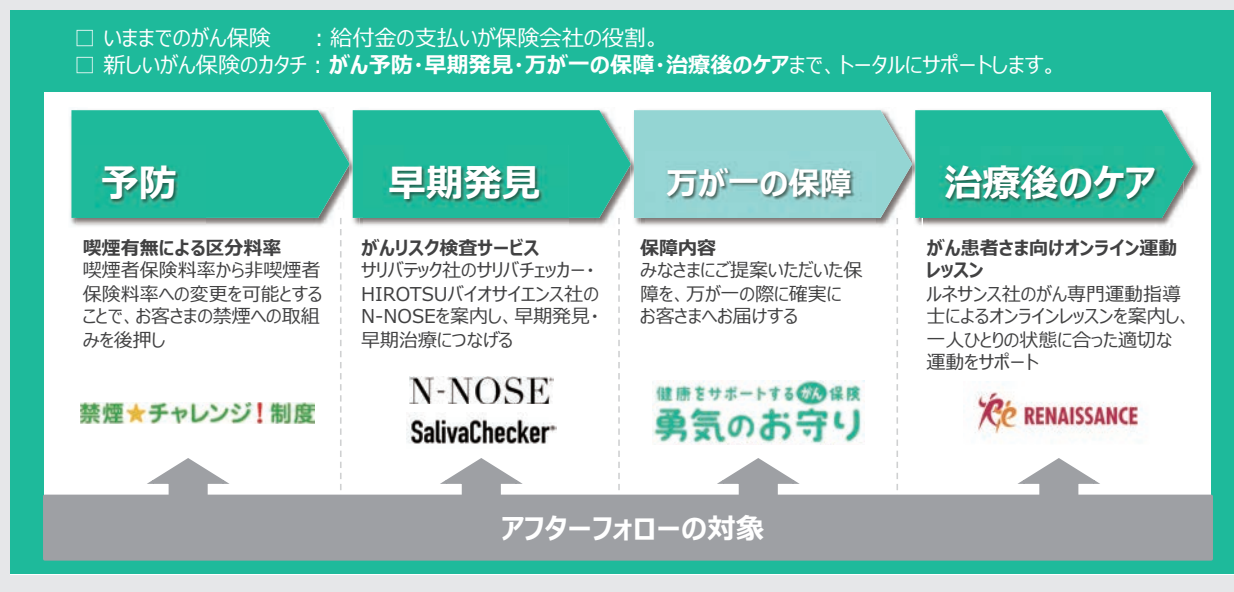 □ いままでのがん保険 : 給付金の支払いが保険会社の役割。
□ 新しいがん保険のカタチ : がん予防・早期発見・万が一の保障・治療後のケアまで、トータルにサポートします。
予防
早期発見
万が一の保障
治療後のケア
喫煙有無による区分料率
喫煙者保険料率から非喫煙者
保険料率への変更を可能とする
ことで、お客さまの禁煙への取組
みを後押し
禁煙★チャレンジ!制度
がんリスク検査サービス
サリバテック社のサリバチェッカー・
HIROTSUバイオサイエンス社の
N-NOSEを案内し、早期発見・
早期治療につなげる
N-NOSE
SalivaChecker
保障内容
みなさまにご提案いただいた保
障を、万が一の際に確実に
お客さまへお届けする
健康をサポートするがん保険
勇気のお守り
がん患者さま向けオンライン運動
レッスン
ルネサンス社のがん専門運動指導
士によるオンラインレッスンを案内し、
一人ひとりの状態に合った適切な
運動をサポート
RENAISSANCE
アフターフォローの対象